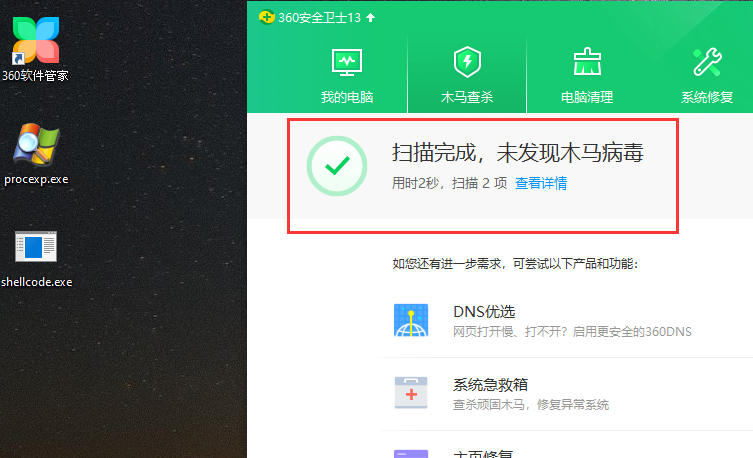 360软件管家
procexp.exe
shellcode.exe
360安全卫士13
我的电脑
木马查杀
电脑清理
系统修复
扫描完成，未发现木马病毒
用时2秒，扫描 2 项 查看详情
如您还有进一步需求，可尝试以下产品和功能：
DNS优选
网页打开慢、打不开？启用更安全的360DNS
系统急救箱
查杀顽固木马，修复异常系统
主页修复